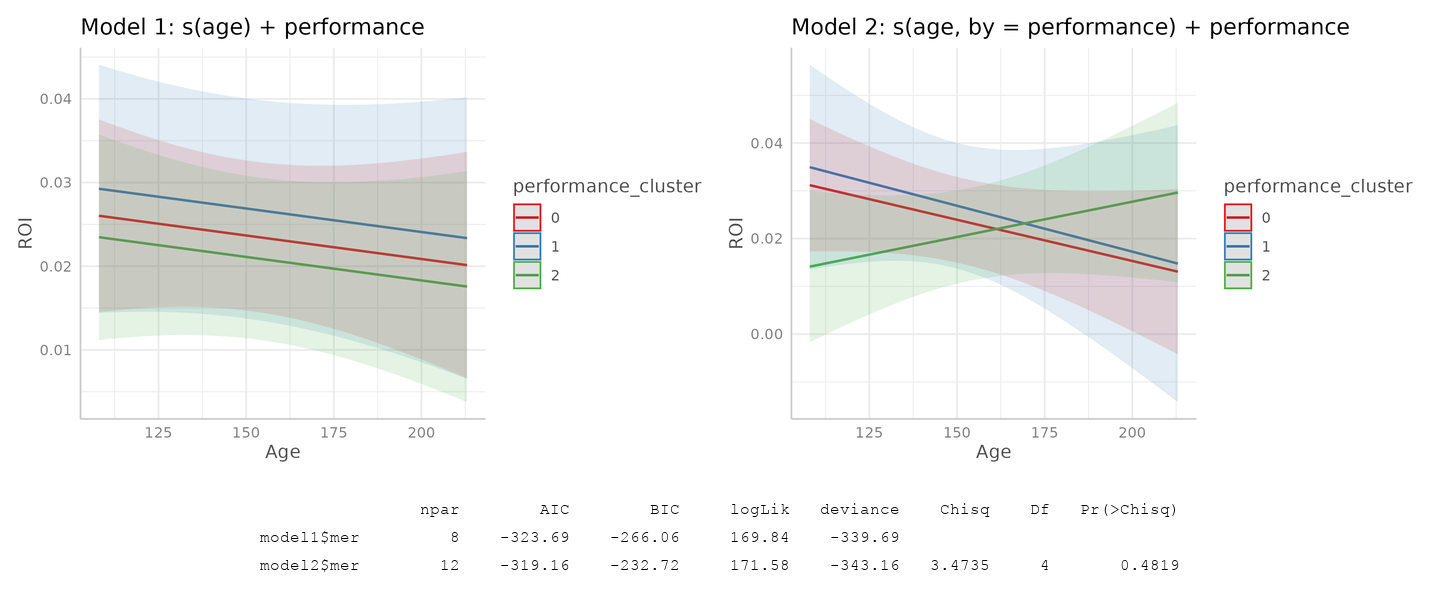 Model 1: s(age) + performance
0.04
0.03
0.02
0.01
ROI
125 150 175 200
Age
performance_cluster
0
1
2
Model 2: s(age, by = performance) + performance
0.04
0.02
0.00
ROI
125 150 175 200
Age
performance_cluster
0
1
2
npar AIC BIC logLik deviance Chisq Df Pr(>Chisq)
model1$mer 8 -323.69 -266.06 169.84 -339.69
model2$mer 12 -319.16 -232.72 171.58 -343.16 3.4735 4 0.4819